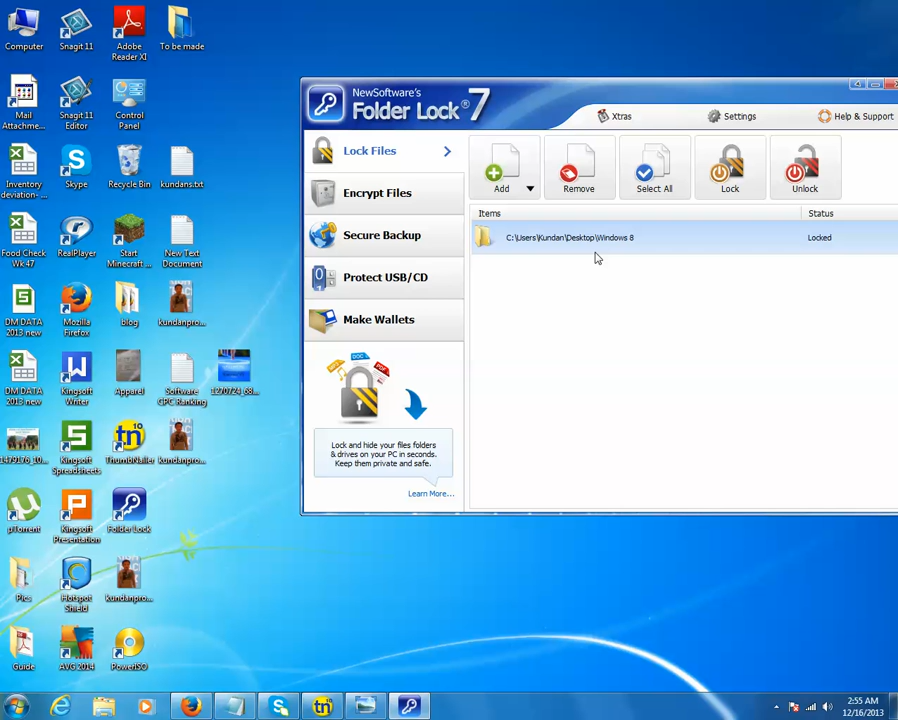 Computer
Snagit 11
Adobe
Reader XI
To be made
Mail
Attachme...
Snagit 11
Editor
Control
Panel
Inventory
deviation-...
Skype
Recycle Bin
kundans.txt
Food Check
Wk 47
RealPlayer
Start
Minecraft ...
New Text
Document
DM DATA
2013 new
Mozilla
Firefox
blog
kundanpro...
DM DATA
2013 new
Kingsoft
Writer
Apparel
Software
CPC Ranking
1270724_68...
1479176_10...
Kingsoft
Spreadsheets
ThumbNailer
kundanpro...
µTorrent
Kingsoft
Presentation
Folder Lock
Pics
Hotspot
Shield
kundanpro...
Guide
AVG 2014
PowerISO
NewSoftware's
Folder Lock® 7
Xtras
Settings
Help & Support
Lock Files
Encrypt Files
Secure Backup
Protect USB/CD
Make Wallets
Add
Remove
Select All
Lock
Unlock
Items
Status
C:\Users\Kundan\Desktop\Windows 8
Locked
DOC
PDF
Lock and hide your files folders
& drives on your PC in seconds.
Keep them private and safe.
Learn More...
2:55 AM
12/16/2013